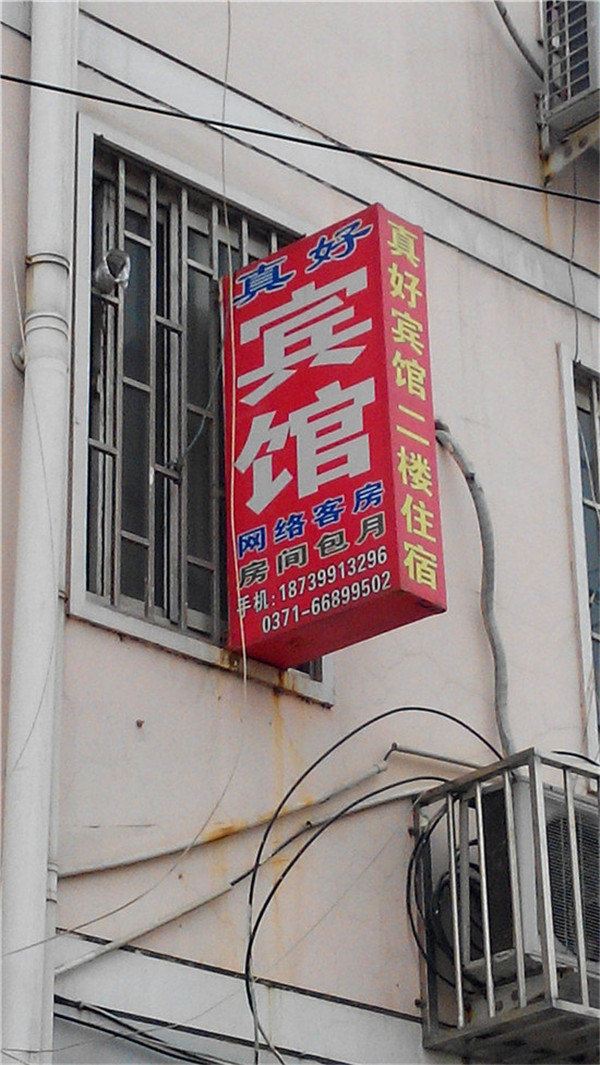 真好
宾馆
网络客房
房间包月
手机:18739913296
0371-66899502
真好宾馆二楼住宿